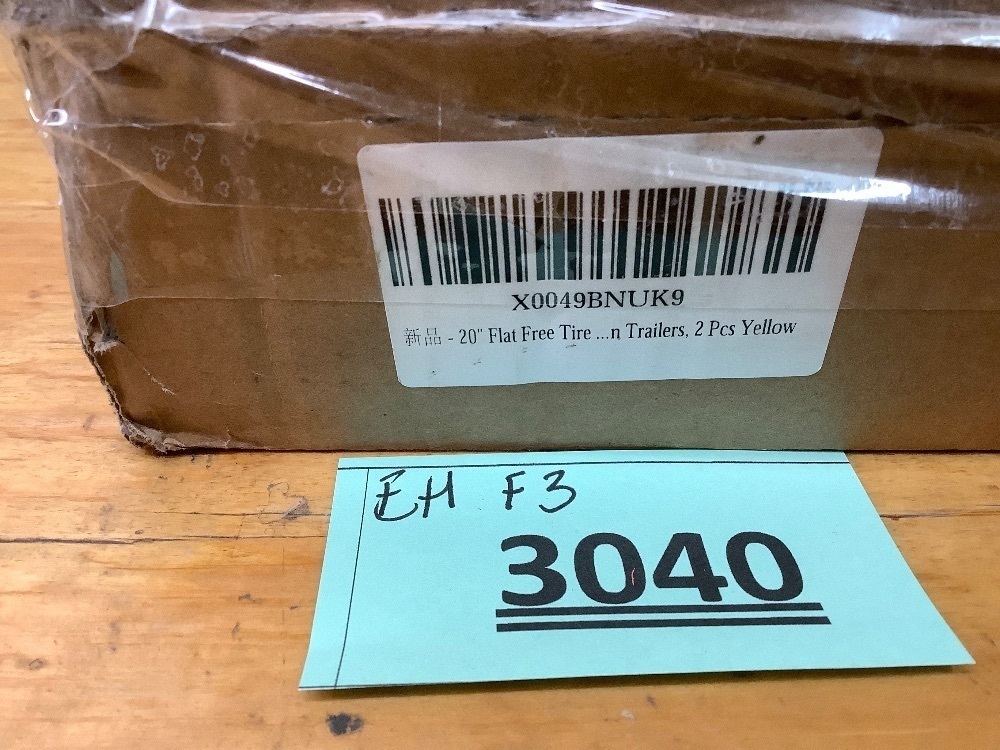 X0049BNUK9
新品 - 20" Flat Free Tire ...n Trailers, 2 Pcs Yellow
EH F3
3040